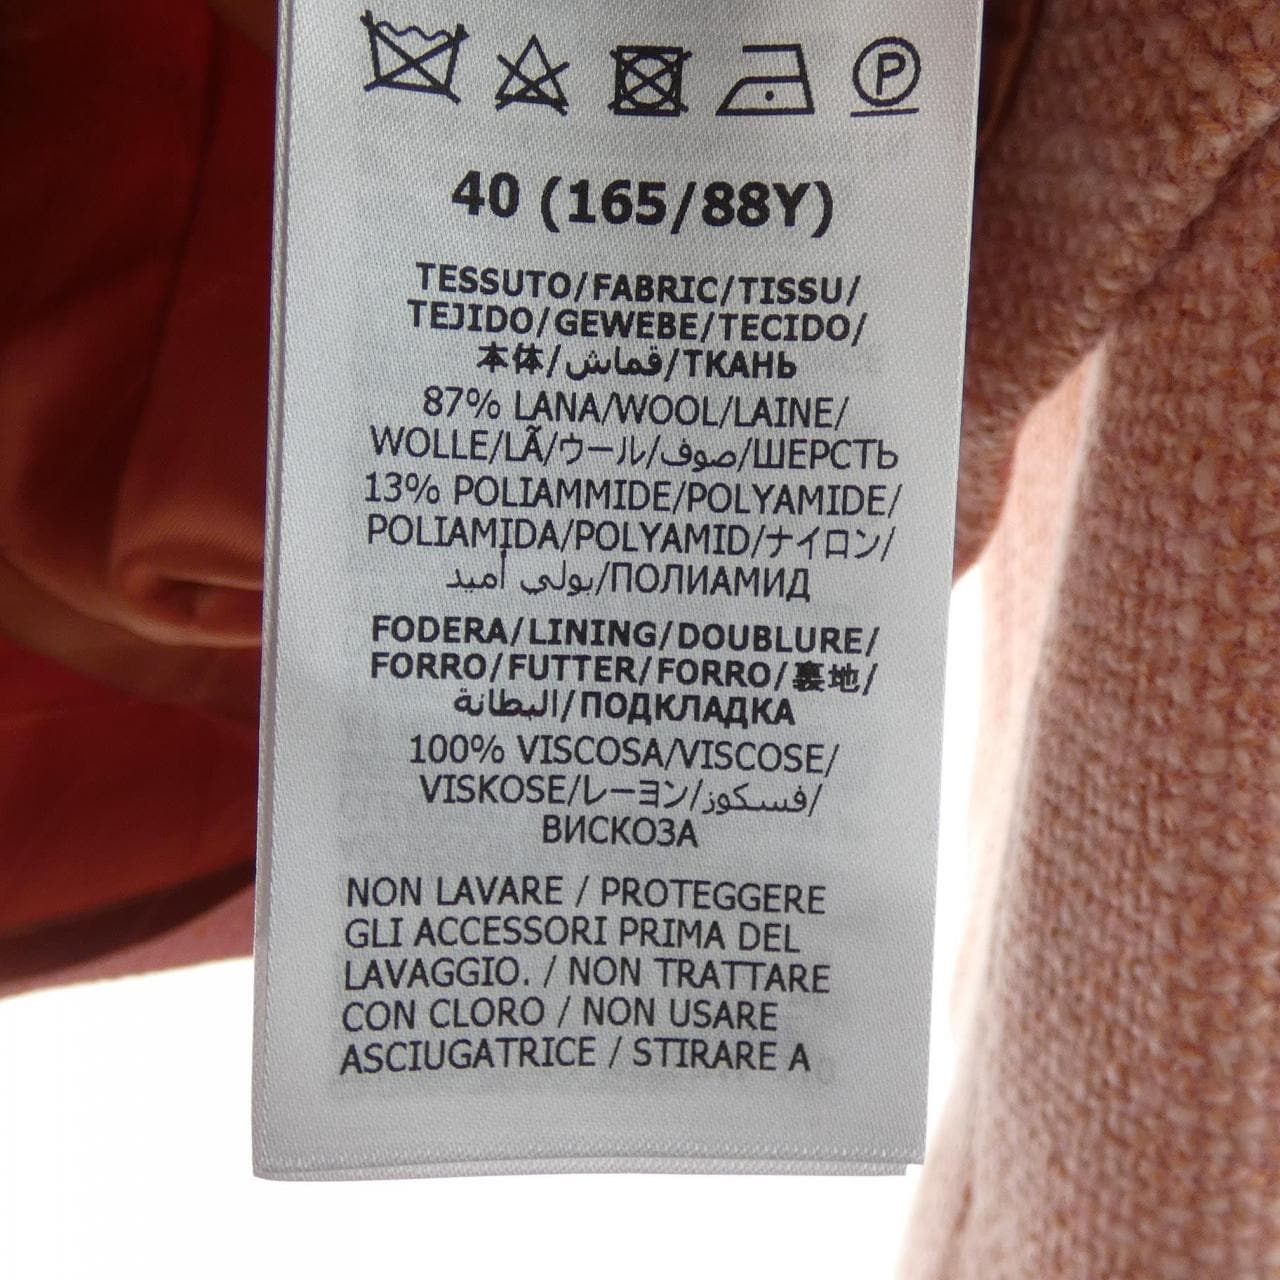 P
40 (165/88Y)
TESSUTO/FABRIC/TISSU/
TEJIDO/GEWEBE/TECIDO/
本体/قماش/ТКАНЬ
87% LANA/WOOL/LAINE/
WOLLE/LÃ/ウール/صوف/ШЕРСТЬ
13% POLIAMMIDE/POLYAMIDE/
POLIAMIDA/POLYAMID/ナイロン/
بولي أميد/ПОЛИАМИД
FODERA/LINING/DOUBLURE/
FORRO/FUTTER/FORRO/裏地/
البطانة/ПОДКЛАДКА
100% VISCOSA/VISCOSE/
VISKOSE/レーヨン/فسكوز/
ВИСКОЗА
NON LAVARE / PROTEGGERE
GLI ACCESSORI PRIMA DEL
LAVAGGIO. / NON TRATTARE
CON CLORO / NON USARE
ASCIUGATRICE / STIRARE A